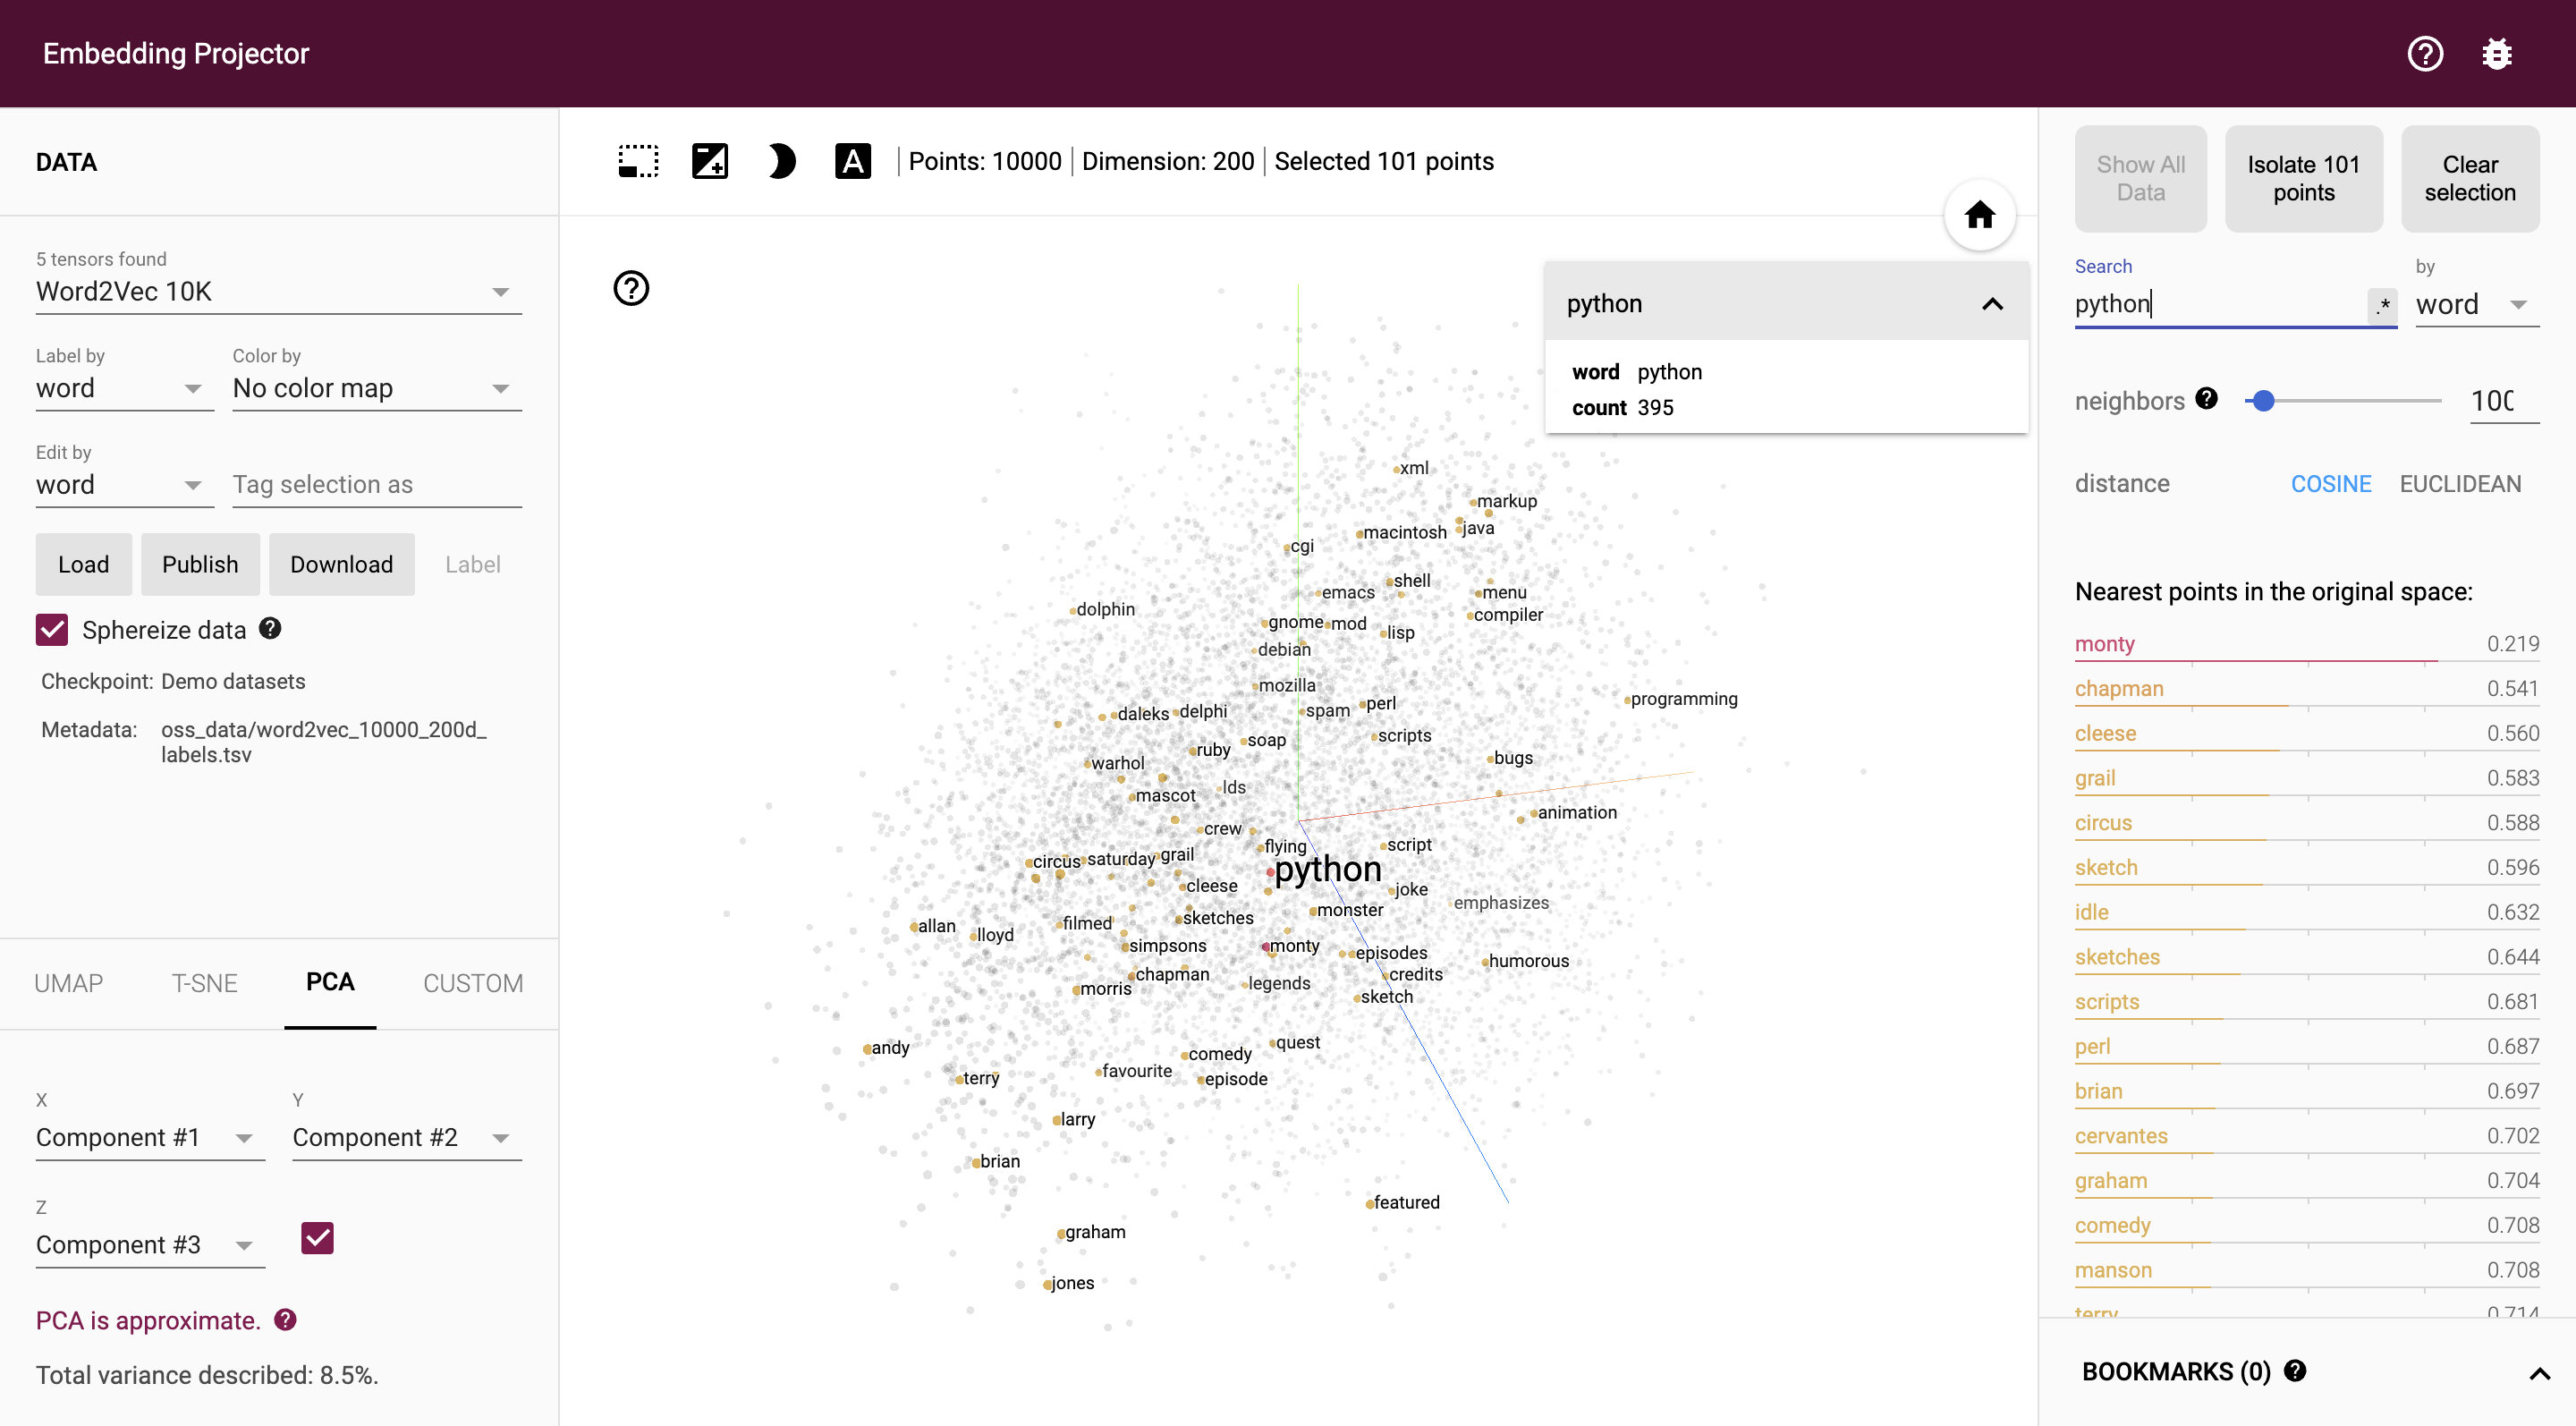 Embedding Projector
DATA
5 tensors found
Word2Vec 10K
Label by
word
Color by
No color map
Edit by
word
Tag selection as
Load
Publish
Download
Label
Sphereize data
Checkpoint: Demo datasets
Metadata: oss_data/word2vec_10000_200d_
labels.tsv
UMAP
T-SNE
PCA
CUSTOM
X
Component #1
Y
Component #2
Z
Component #3
PCA is approximate.
Total variance described: 8.5%.
A
Points: 10000
Dimension: 200
Selected 101 points
python
word python
count 395
xml
markup
java
macintosh
cgi
shell
emacs
menu
compiler
dolphin
gnome
mod
lisp
debian
mozilla
programming
perl
spam
daleks
delphi
scripts
soap
ruby
bugs
warhol
lds
mascot
animation
crew
flying
script
circus
saturday
grail
python
cleese
joke
emphasizes
monster
sketches
filmed
allan
lloyd
simpsons
monty
episodes
humorous
chapman
credits
legends
morris
sketch
quest
andy
comedy
favourite
episode
terry
larry
brian
featured
graham
jones
Show All
Data
Isolate 101
points
Clear
selection
Search
python
.*
by
word
neighbors
100
distance
COSINE
EUCLIDEAN
Nearest points in the original space:
monty 0.219
chapman 0.541
cleese 0.560
grail 0.583
circus 0.588
sketch 0.596
idle 0.632
sketches 0.644
scripts 0.681
perl 0.687
brian 0.697
cervantes 0.702
graham 0.704
comedy 0.708
manson 0.708
terry 0.714
BOOKMARKS (0)